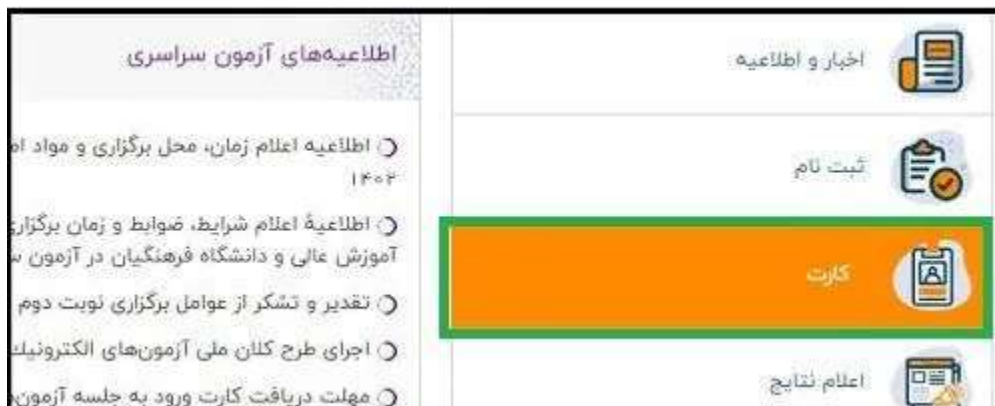 اخبار و اطلاعیه
ثبت نام
کارت
اعلام نتایج
اطلاعیه‌های آزمون سراسری
اطلاعیه اعلام زمان، محل برگزاری و مواد
۱۴۰۲
اطلاعیهٔ اعلام شرایط، ضوابط و زمان برگزاری
آموزش عالی و دانشگاه فرهنگیان در آزمون
تقدیر و تشکر از عوامل برگزاری نوبت دوم
اجرای طرح کلان ملی آزمون‌های الکترونیک
مهلت دریافت کارت ورود به جلسه آزمون